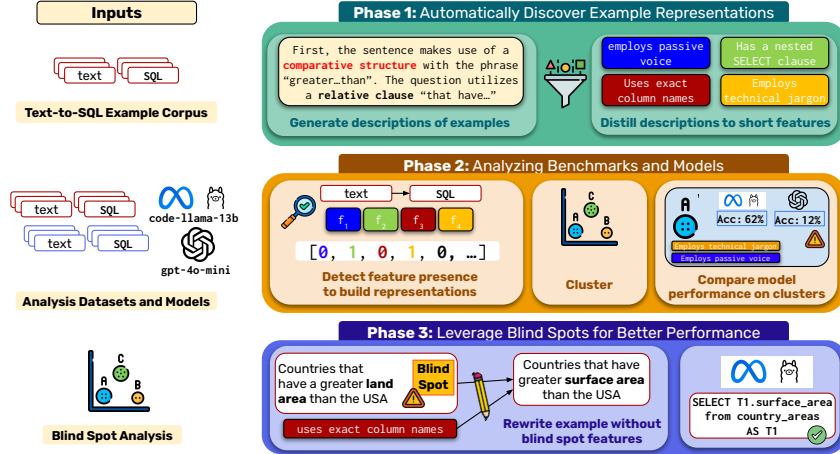 Inputs
text
SQL
Text-to-SQL Example Corpus
Phase 1: Automatically Discover Example Representations
First, the sentence makes use of a
comparative structure with the phrase
"greater…than". The question utilizes
a relative clause "that have…"
Generate descriptions of examples
employs passive
voice
Has a nested
SELECT clause
Uses exact
column names
Employs
technical jargon
Distill descriptions to short features
text
SQL
text
SQL
code-llama-13b
gpt-4o-mini
Analysis Datasets and Models
Phase 2: Analyzing Benchmarks and Models
text
SQL
f1
f2
f3
f4
[0, 1, 0, 1, 0, …]
Detect feature presence
to build representations
C
A
B
Cluster
A'
Acc: 62%
Acc: 12%
Employs technical jargon
Employs passive voice
Compare model
performance on clusters
C
A
B
Blind Spot Analysis
Phase 3: Leverage Blind Spots for Better Performance
Countries that
have a greater land
area than the USA
Blind
Spot
uses exact column names
Countries that have
greater surface area
than the USA
Rewrite example without
blind spot features
SELECT T1.surface_area
from country_areas
AS T1